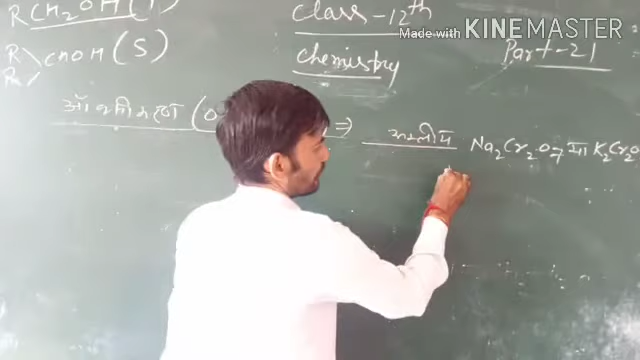 RCH₂OH (P)
Class-12th
Made with KINEMASTER
R CHOH (S)
R
Chemistry
Part-21
ऑक्सीकरण (O ⇒ अम्लीय Na₂Cr₂O₇ या K₂Cr₂O